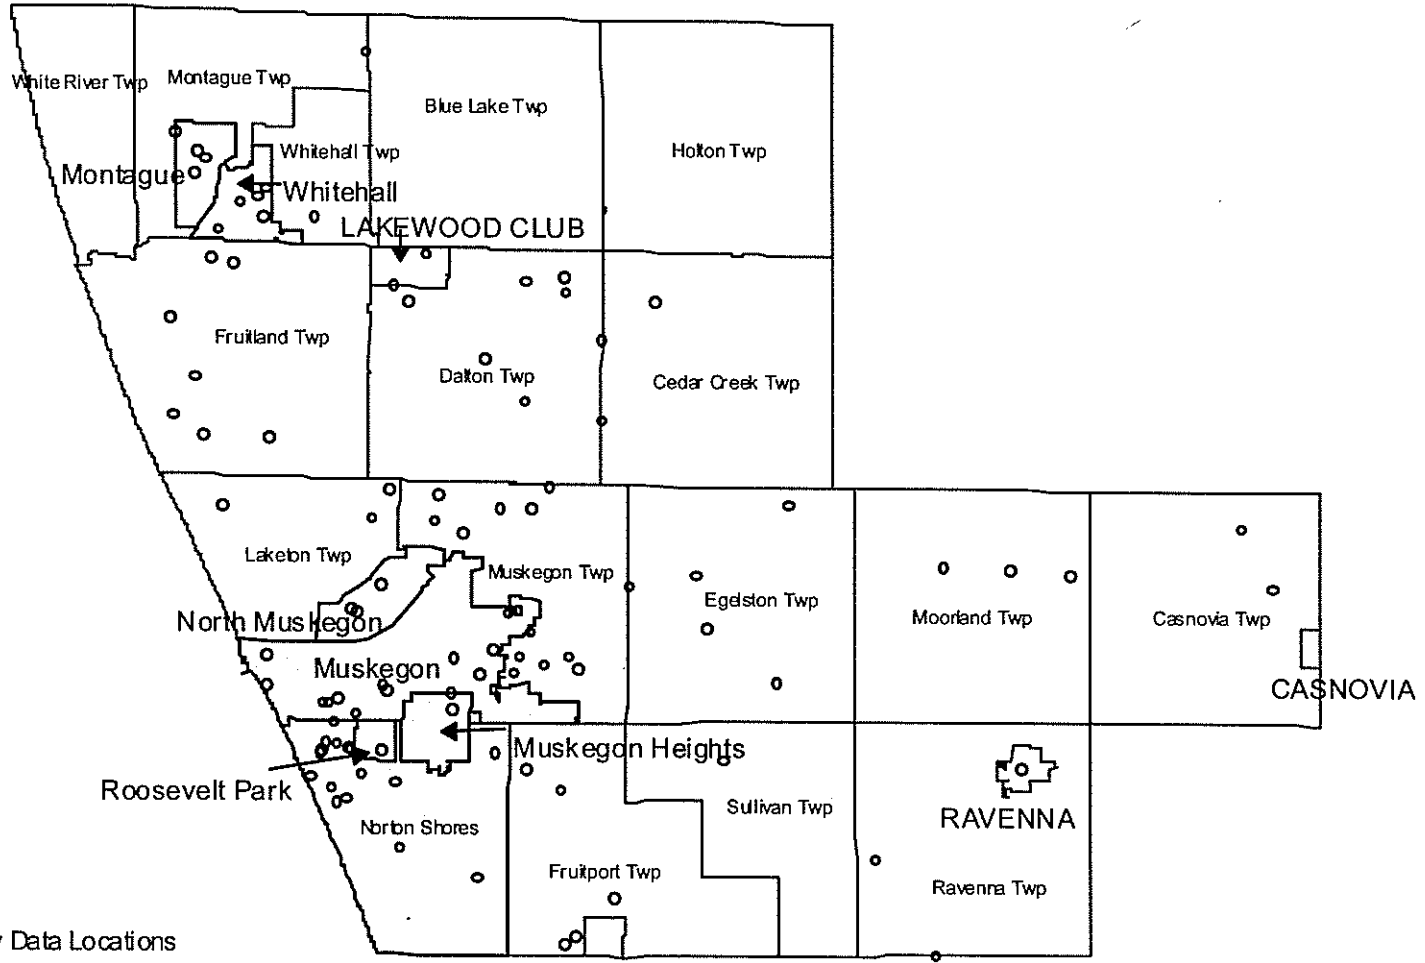 White River Twp
Montague Twp
Blue Lake Twp
Whitehall Twp
Holton Twp
Montague
Whitehall
LAKEWOOD CLUB
Fruitland Twp
Dalton Twp
Cedar Creek Twp
Laketon Twp
Muskegon Twp
Egelston Twp
Moorland Twp
Casnovia Twp
North Muskegon
Muskegon
CASNOVIA
Muskegon Heights
Roosevelt Park
Sullivan Twp
RAVENNA
Norton Shores
Fruitport Twp
Ravenna Twp
Data Locations